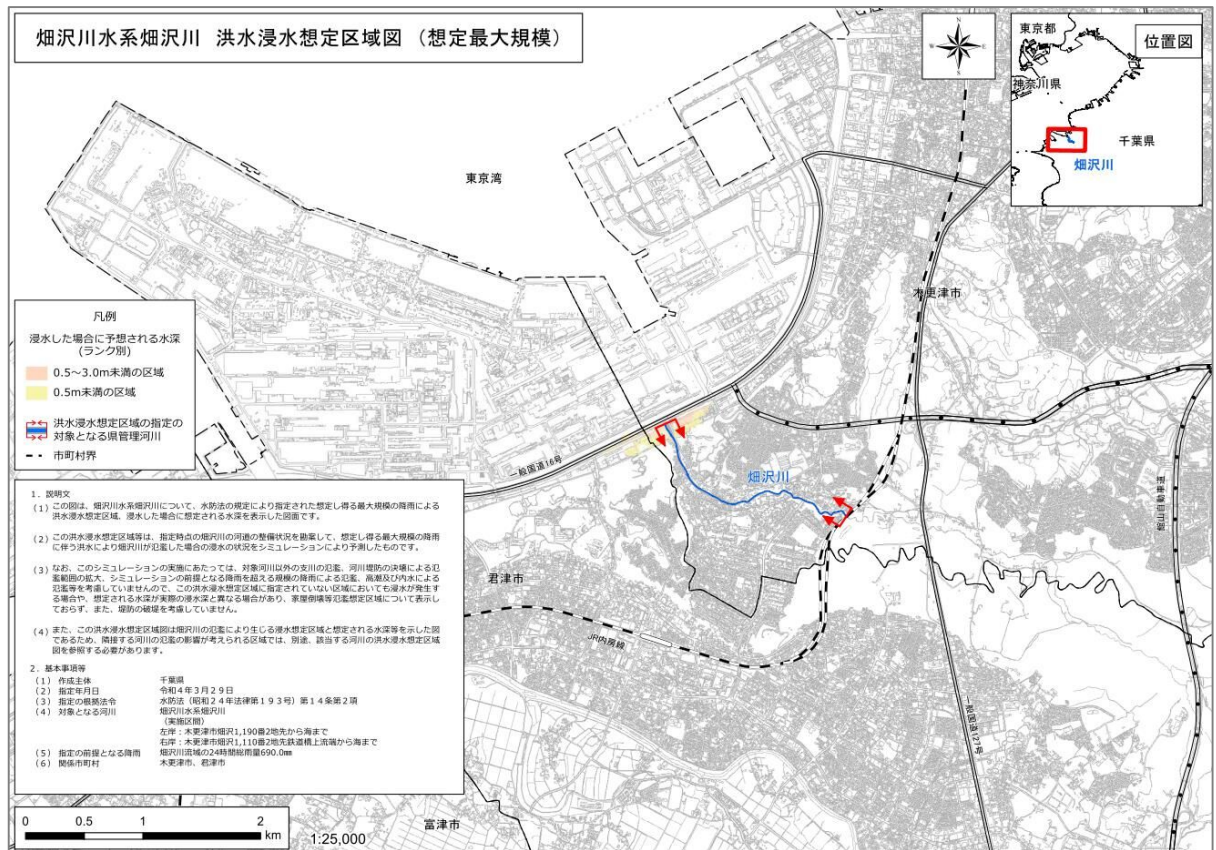 畑沢川水系畑沢川 洪水浸水想定区域図 （想定最大規模）
N
W
E
S
位置図
東京都
神奈川県
千葉県
畑沢川
東京湾
木更津市
凡例
浸水した場合に予想される水深
(ランク別)
0.5～3.0m未満の区域
0.5m未満の区域
洪水浸水想定区域の指定の
対象となる県管理河川
市町村界
一般国道16号
畑沢川
君津市
JR内房線
一般国道127号
富津市
1．説明文
(1) この図は、畑沢川水系畑沢川について、水防法の規定により指定された想定し得る最大規模の降雨による
洪水浸水想定区域、浸水した場合に想定される水深を表示した図面です。
(2) この洪水浸水想定区域等は、指定時点の畑沢川の河道の整備状況を勘案して、想定し得る最大規模の降雨
に伴う洪水により畑沢川が氾濫した場合の浸水の状況をシミュレーションにより予測したものです。
(3) なお、このシミュレーションの実施にあたっては、対象河川以外の支川の氾濫、河川堤防の決壊による氾
濫範囲の拡大、シミュレーションの前提となる降雨を超える規模の降雨による氾濫、高潮及び内水による
氾濫等を考慮していませんので、この洪水浸水想定区域に指定されていない区域においても浸水が発生す
る場合や、想定される水深が実際の浸水深と異なる場合があり、家屋倒壊等氾濫想定区域について表示し
ておらず、また、堤防の破堤を考慮していません。
(4) また、この洪水浸水想定区域図は畑沢川の氾濫により生じる浸水想定区域と想定される水深等を示した図
であるため、隣接する河川の氾濫の影響が考えられる区域では、別途、該当する河川の洪水浸水想定区域
図を参照する必要があります。
2．基本事項等
(1) 作成主体 千葉県
(2) 指定年月日 令和４年３月２９日
(3) 指定の根拠法令 水防法（昭和２４年法律第１９３号）第１４条第２項
(4) 対象となる河川 畑沢川水系畑沢川
（実施区間）
左岸：木更津市畑沢1,190番2地先から海まで
右岸：木更津市畑沢1,110番2地先鉄道橋上流端から海まで
(5) 指定の前提となる降雨 畑沢川流域の24時間総雨量690.0mm
(6) 関係市町村 木更津市、君津市
0 0.5 1 2
km
1:25,000